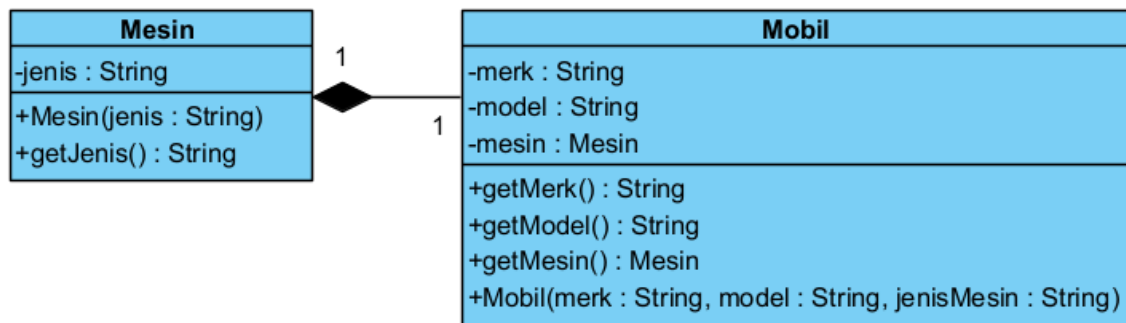 Mesin
-jenis : String
+Mesin(jenis : String)
+getJenis() : String
1
1
Mobil
-merk : String
-model : String
-mesin : Mesin
+getMerk() : String
+getModel() : String
+getMesin() : Mesin
+Mobil(merk : String, model : String, jenisMesin : String)